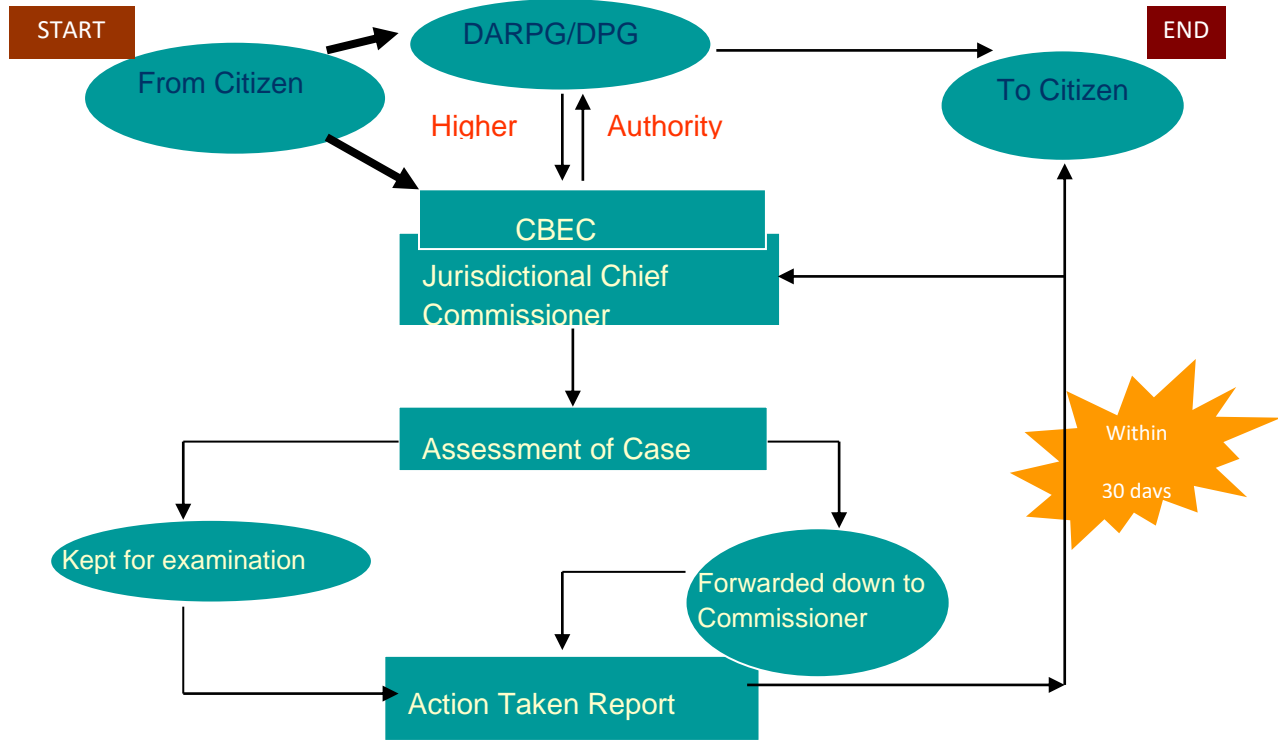 START
DARPG/DPG
END
From Citizen
To Citizen
Higher
Authority
CBEC
Jurisdictional Chief
Commissioner
Assessment of Case
Within
30 days
Kept for examination
Forwarded down to
Commissioner
Action Taken Report